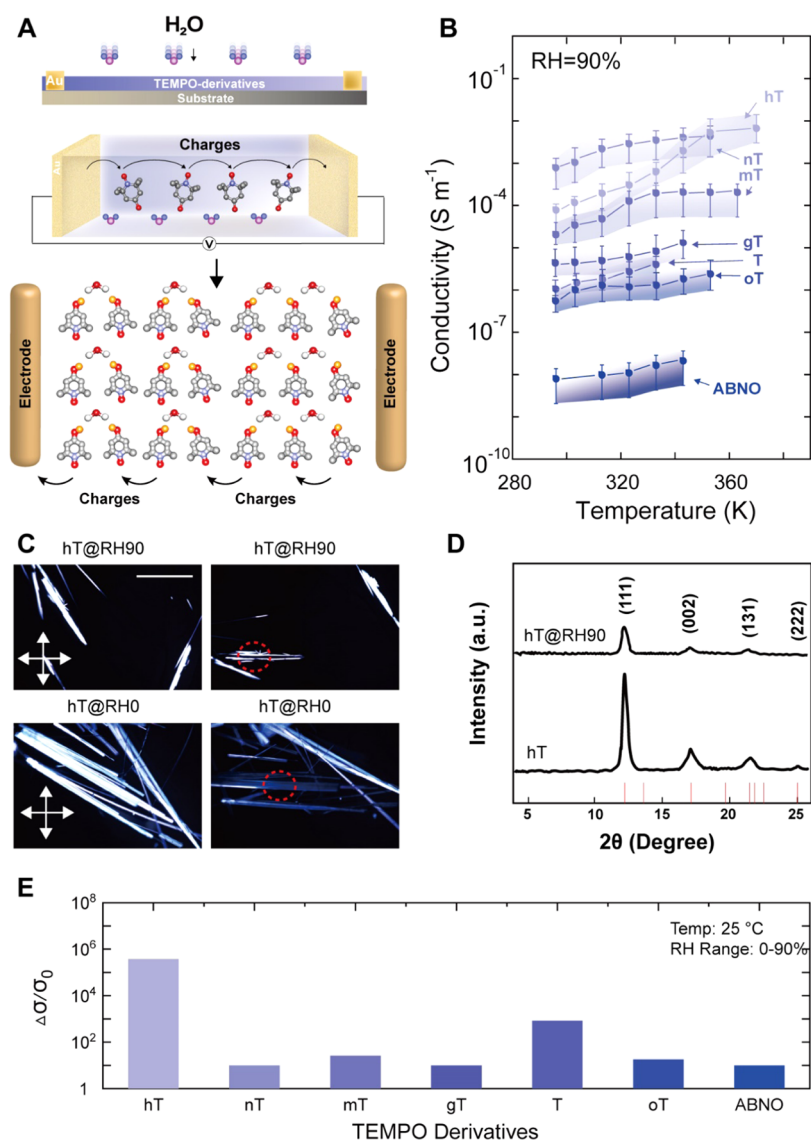 A
H₂O
Au
TEMPO-derivatives
Substrate
Charges
Au
V
Electrode
Electrode
Charges
Charges
B
RH=90%
Conductivity (S m⁻¹)
10⁻¹
10⁻⁴
10⁻⁷
10⁻¹⁰
hT
nT
mT
gT
T
oT
ABNO
280
320
360
Temperature (K)
C
hT@RH90
hT@RH90
hT@RH0
hT@RH0
D
Intensity (a.u.)
(111)
(002)
(131)
(222)
hT@RH90
hT
5
10
15
20
25
2θ (Degree)
E
Δσ/σ₀
10⁸
10⁶
10⁴
10²
1
Temp: 25 °C
RH Range: 0-90%
hT
nT
mT
gT
T
oT
ABNO
TEMPO Derivatives